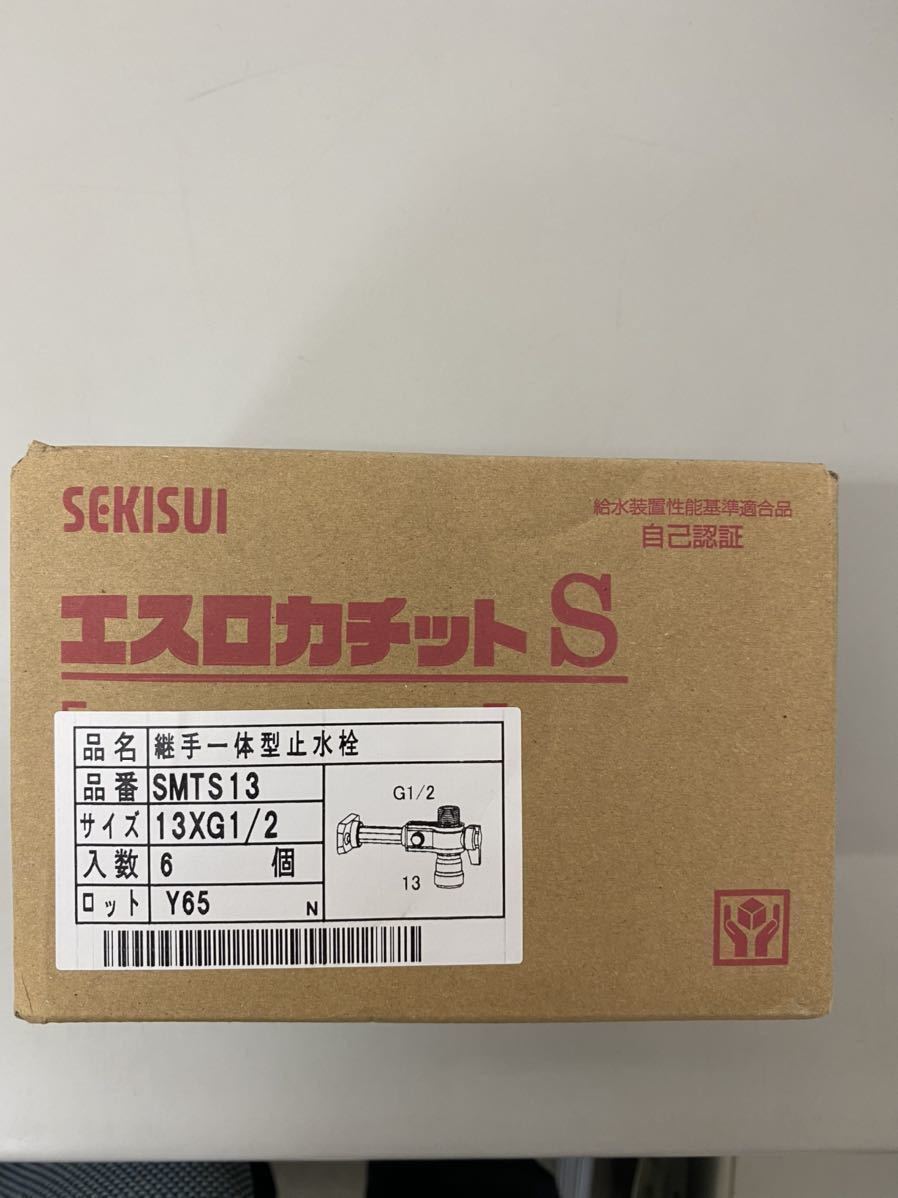 SEKISUI
給水装置性能基準適合品
自己認証
エスロカチットS
品名 継手一体型止水栓
品番 SMTS13
サイズ 13XG1/2
入数 6 個
ロット Y65 N
G1/2
13